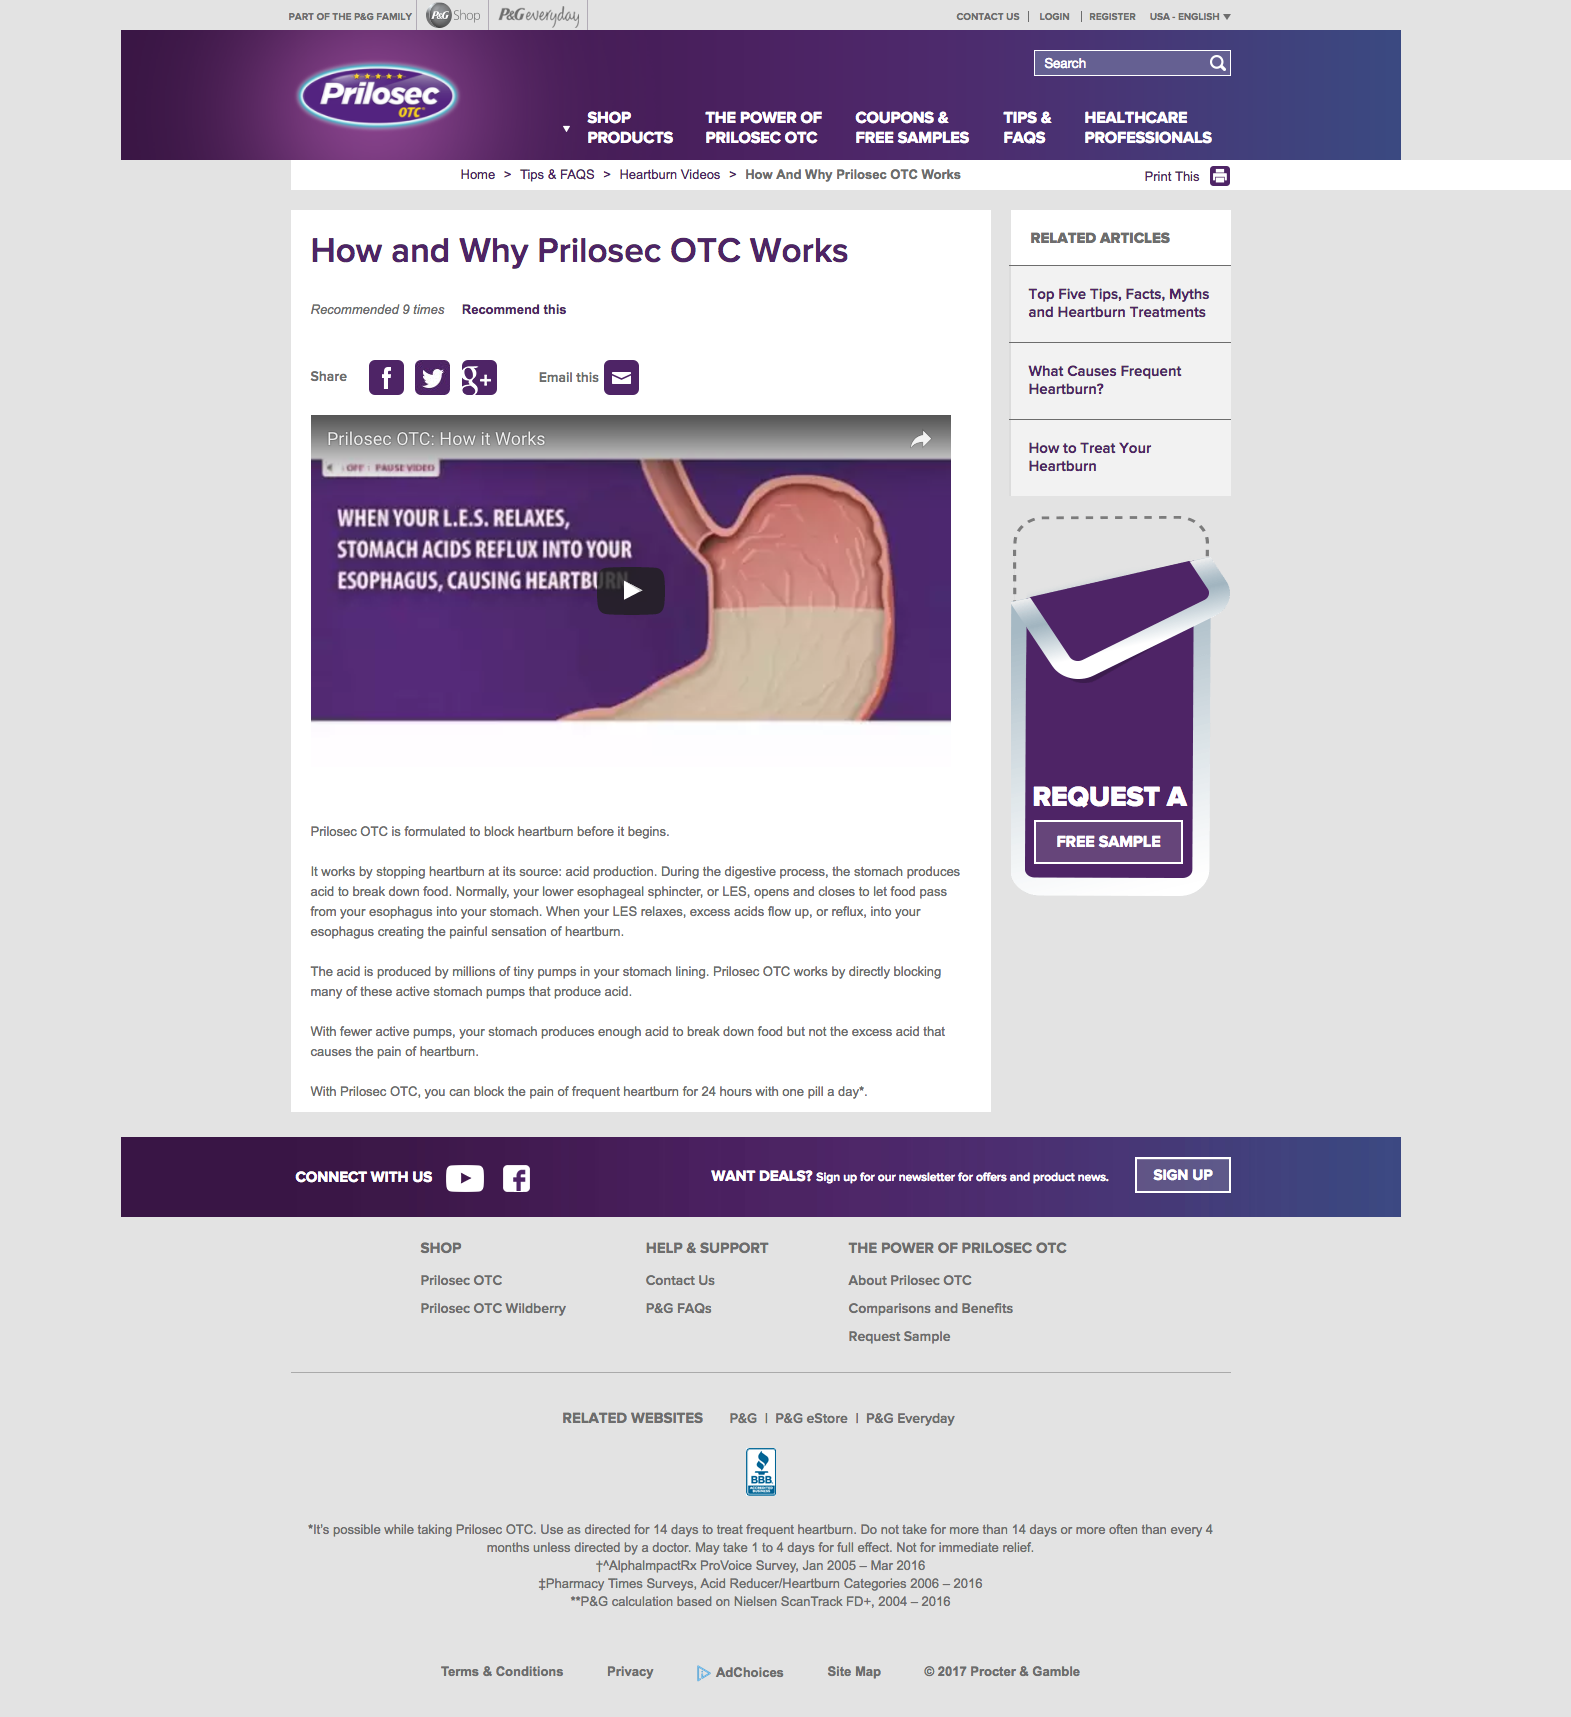 PART OF THE P&G FAMILY
P&G Shop
P&G everyday
CONTACT US | LOGIN | REGISTER USA - ENGLISH
Prilosec
OTC
Search
SHOP PRODUCTS
THE POWER OF PRILOSEC OTC
COUPONS & FREE SAMPLES
TIPS & FAQS
HEALTHCARE PROFESSIONALS
Home > Tips & FAQS > Heartburn Videos > How And Why Prilosec OTC Works
Print This
How and Why Prilosec OTC Works
Recommended 9 times Recommend this
Share
Email this
Prilosec OTC: How it Works
OFF PAUSE VIDEO
WHEN YOUR L.E.S. RELAXES,
STOMACH ACIDS REFLUX INTO YOUR
ESOPHAGUS, CAUSING HEARTBURN
Prilosec OTC is formulated to block heartburn before it begins.
It works by stopping heartburn at its source: acid production. During the digestive process, the stomach produces
acid to break down food. Normally, your lower esophageal sphincter, or LES, opens and closes to let food pass
from your esophagus into your stomach. When your LES relaxes, excess acids flow up, or reflux, into your
esophagus creating the painful sensation of heartburn.
The acid is produced by millions of tiny pumps in your stomach lining. Prilosec OTC works by directly blocking
many of these active stomach pumps that produce acid.
With fewer active pumps, your stomach produces enough acid to break down food but not the excess acid that
causes the pain of heartburn.
With Prilosec OTC, you can block the pain of frequent heartburn for 24 hours with one pill a day*.
RELATED ARTICLES
Top Five Tips, Facts, Myths
and Heartburn Treatments
What Causes Frequent
Heartburn?
How to Treat Your
Heartburn
REQUEST A
FREE SAMPLE
CONNECT WITH US
WANT DEALS? Sign up for our newsletter for offers and product news.
SIGN UP
SHOP
Prilosec OTC
Prilosec OTC Wildberry
HELP & SUPPORT
Contact Us
P&G FAQs
THE POWER OF PRILOSEC OTC
About Prilosec OTC
Comparisons and Benefits
Request Sample
RELATED WEBSITES P&G | P&G eStore | P&G Everyday
BBB
ACCREDITED
BUSINESS
*It's possible while taking Prilosec OTC. Use as directed for 14 days to treat frequent heartburn. Do not take for more than 14 days or more often than every 4
months unless directed by a doctor. May take 1 to 4 days for full effect. Not for immediate relief.
†^AlphaImpactRx ProVoice Survey, Jan 2005 – Mar 2016
‡Pharmacy Times Surveys, Acid Reducer/Heartburn Categories 2006 – 2016
**P&G calculation based on Nielsen ScanTrack FD+, 2004 – 2016
Terms & Conditions
Privacy
AdChoices
Site Map
© 2017 Procter & Gamble